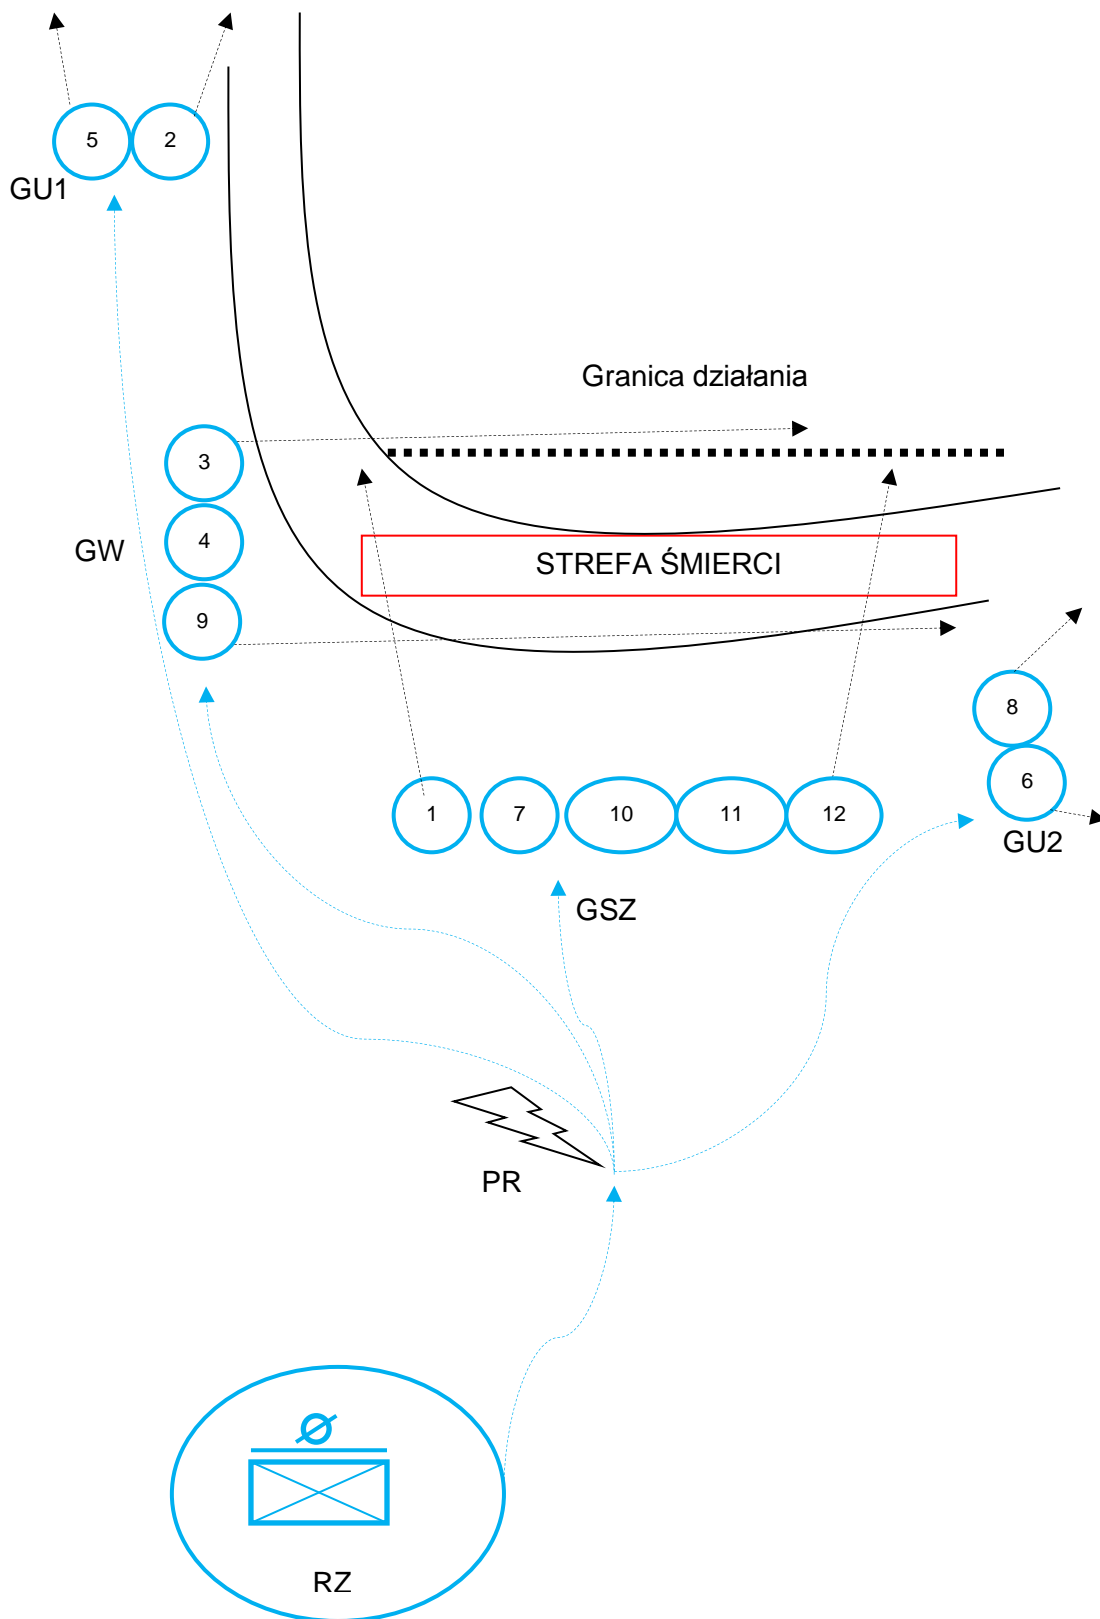 5 2
GU1
Granica działania
3
4
GW
STREFA ŚMIERCI
9
8
6
GU2
1 7 10 11 12
GSZ
PR
RZ